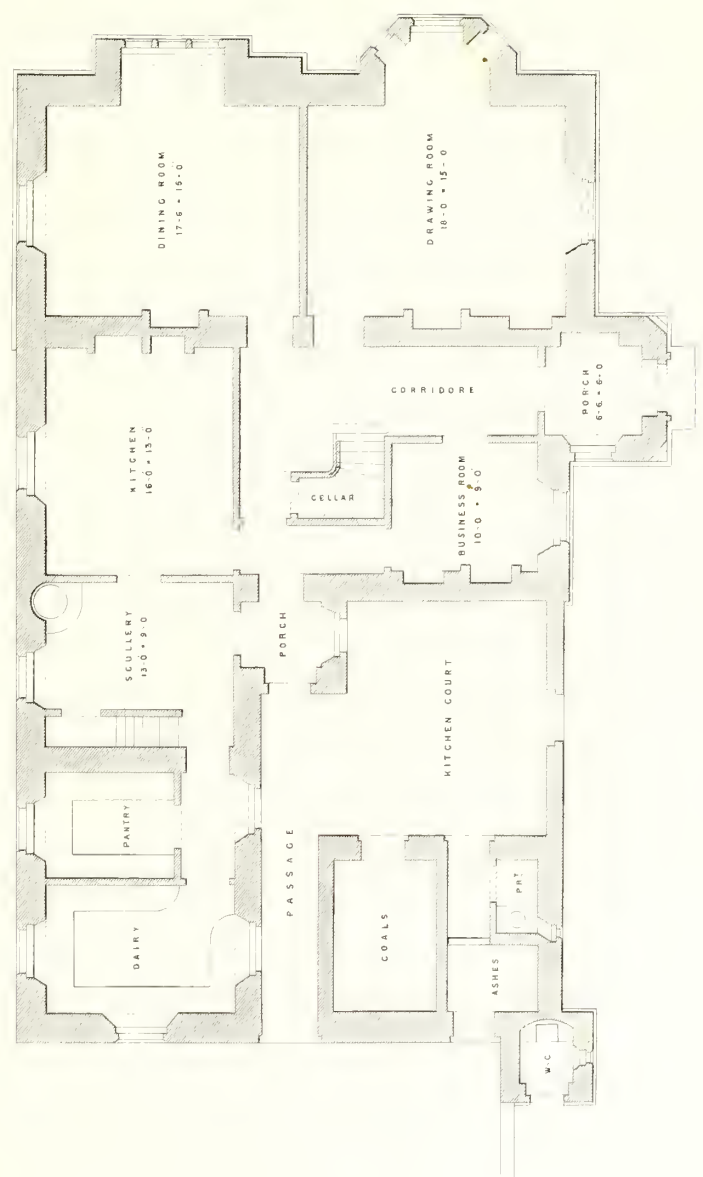 DINING ROOM
17-6 = 15-0
DRAWING ROOM
18-0 = 15-0
KITCHEN
16-0 = 13-0
CORRIDORE
PORCH
6-6 = 6-0
CELLAR
BUSINESS ROOM
10-0 = 9-0
SCULLERY
13-0 = 9-0
PORCH
KITCHEN COURT
PANTRY
PASSAGE
DAIRY
COALS
PRT
ASHES
W-C